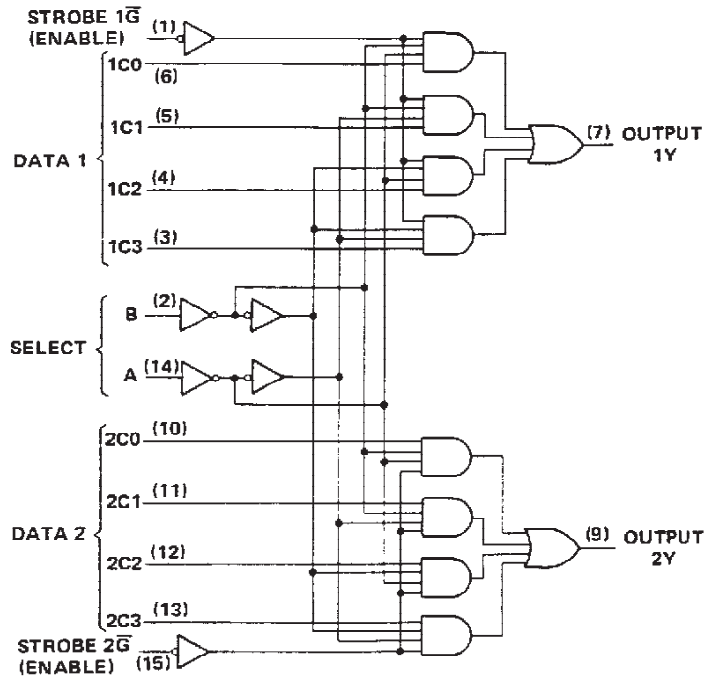 STROBE 1G̅ (1)
(ENABLE)
1C0
(6)
1C1 (5)
DATA 1
1C2 (4)
1C3 (3)
(7) OUTPUT
1Y
B (2)
SELECT
A (14)
2C0 (10)
2C1 (11)
DATA 2
2C2 (12)
2C3 (13)
(9) OUTPUT
2Y
STROBE 2G̅
(ENABLE) (15)